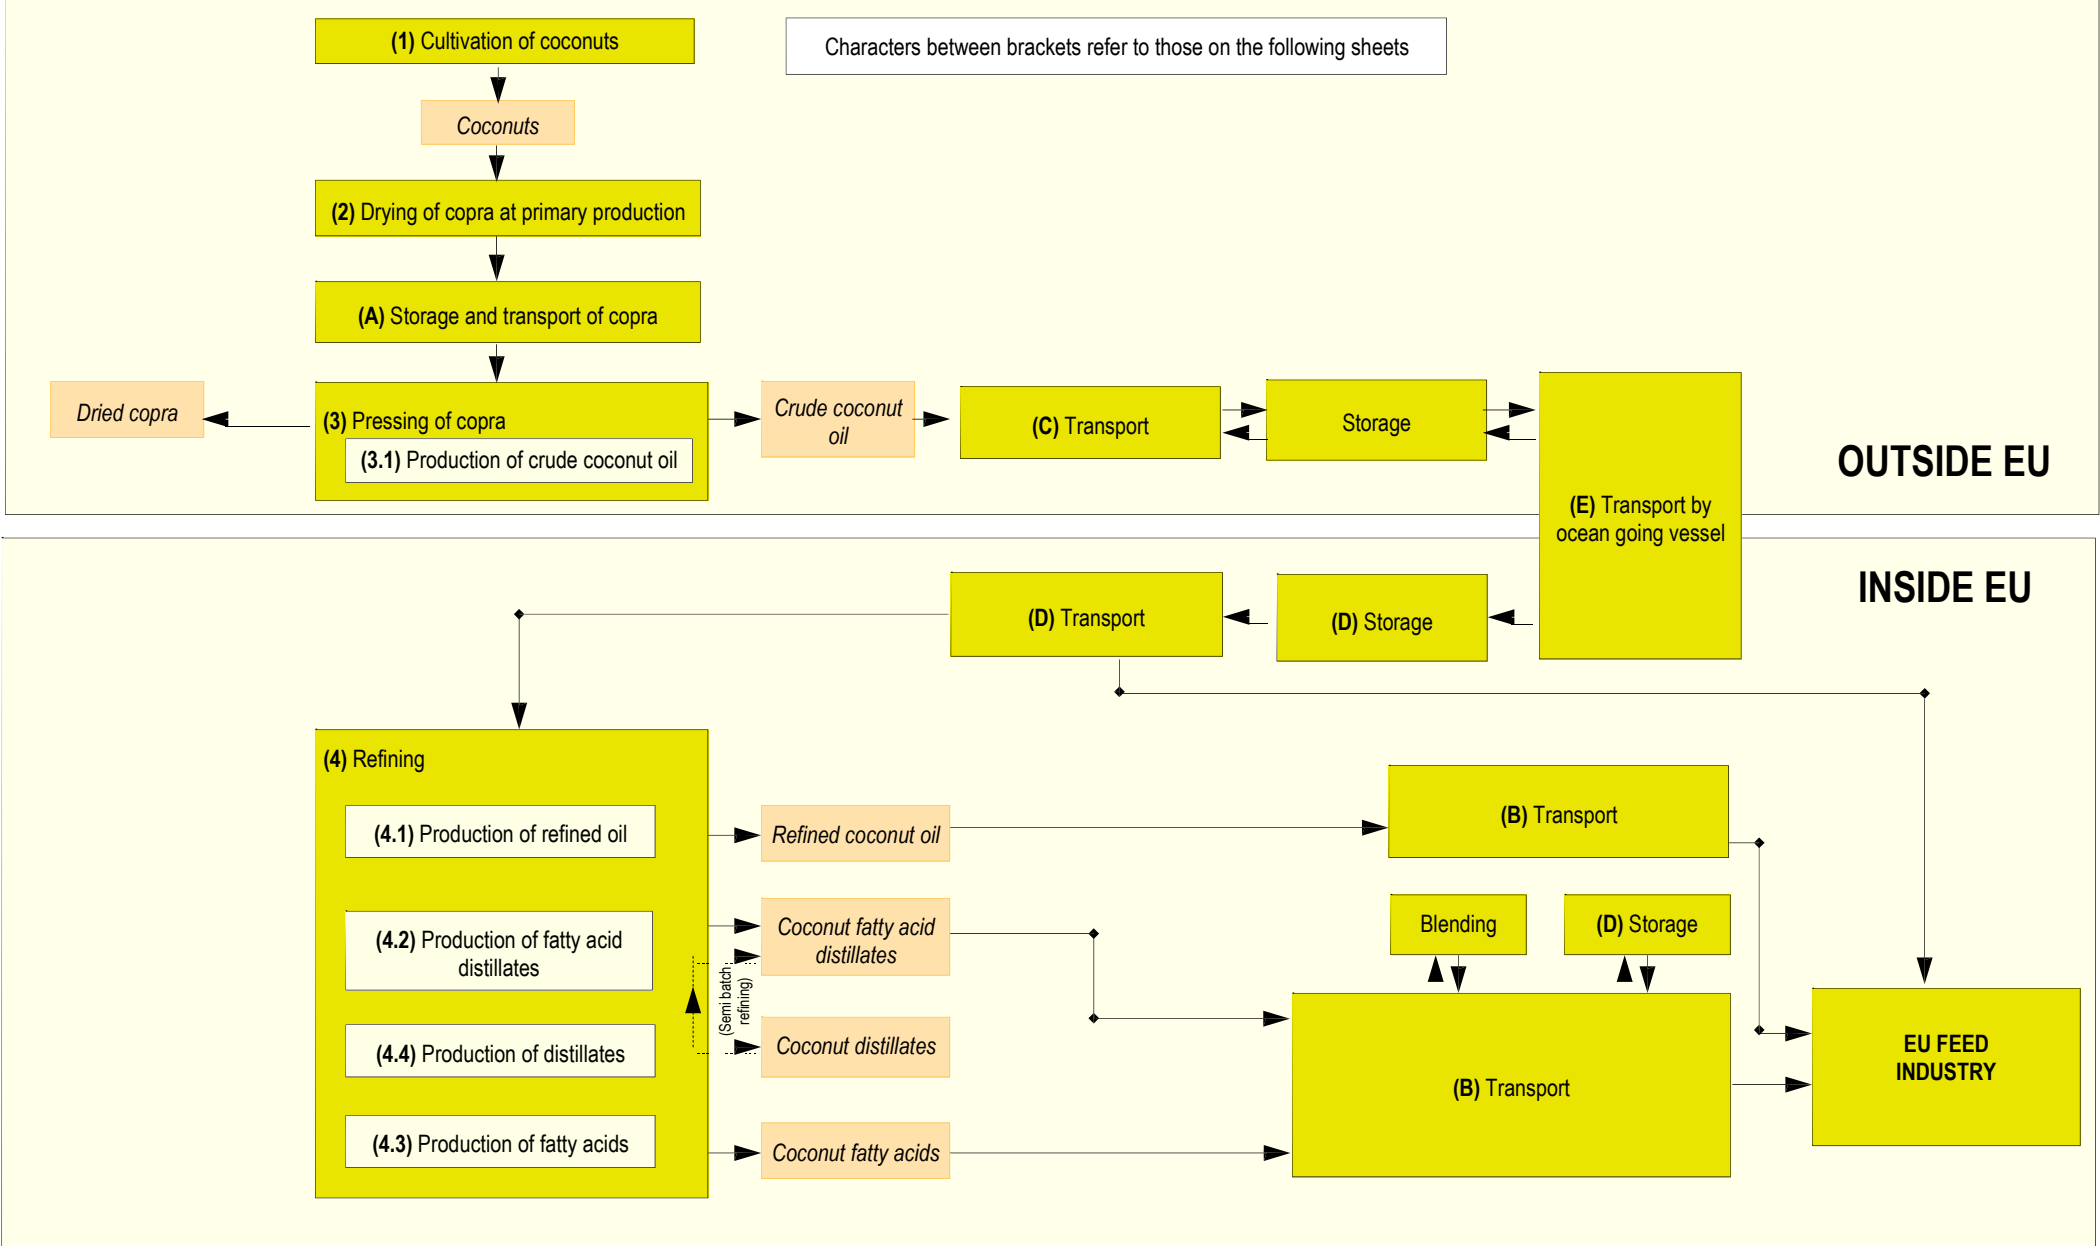 (1) Cultivation of coconuts
Characters between brackets refer to those on the following sheets
Coconuts
(2) Drying of copra at primary production
(A) Storage and transport of copra
Dried copra
(3) Pressing of copra
(3.1) Production of crude coconut oil
Crude coconut
oil
(C) Transport
Storage
(E) Transport by
ocean going vessel
OUTSIDE EU
INSIDE EU
(D) Transport
(D) Storage
(4) Refining
(4.1) Production of refined oil
Refined coconut oil
(B) Transport
(4.2) Production of fatty acid
distillates
Coconut fatty acid
distillates
Blending
(D) Storage
(Semi batch
refining)
(4.4) Production of distillates
Coconut distillates
(B) Transport
EU FEED
INDUSTRY
(4.3) Production of fatty acids
Coconut fatty acids